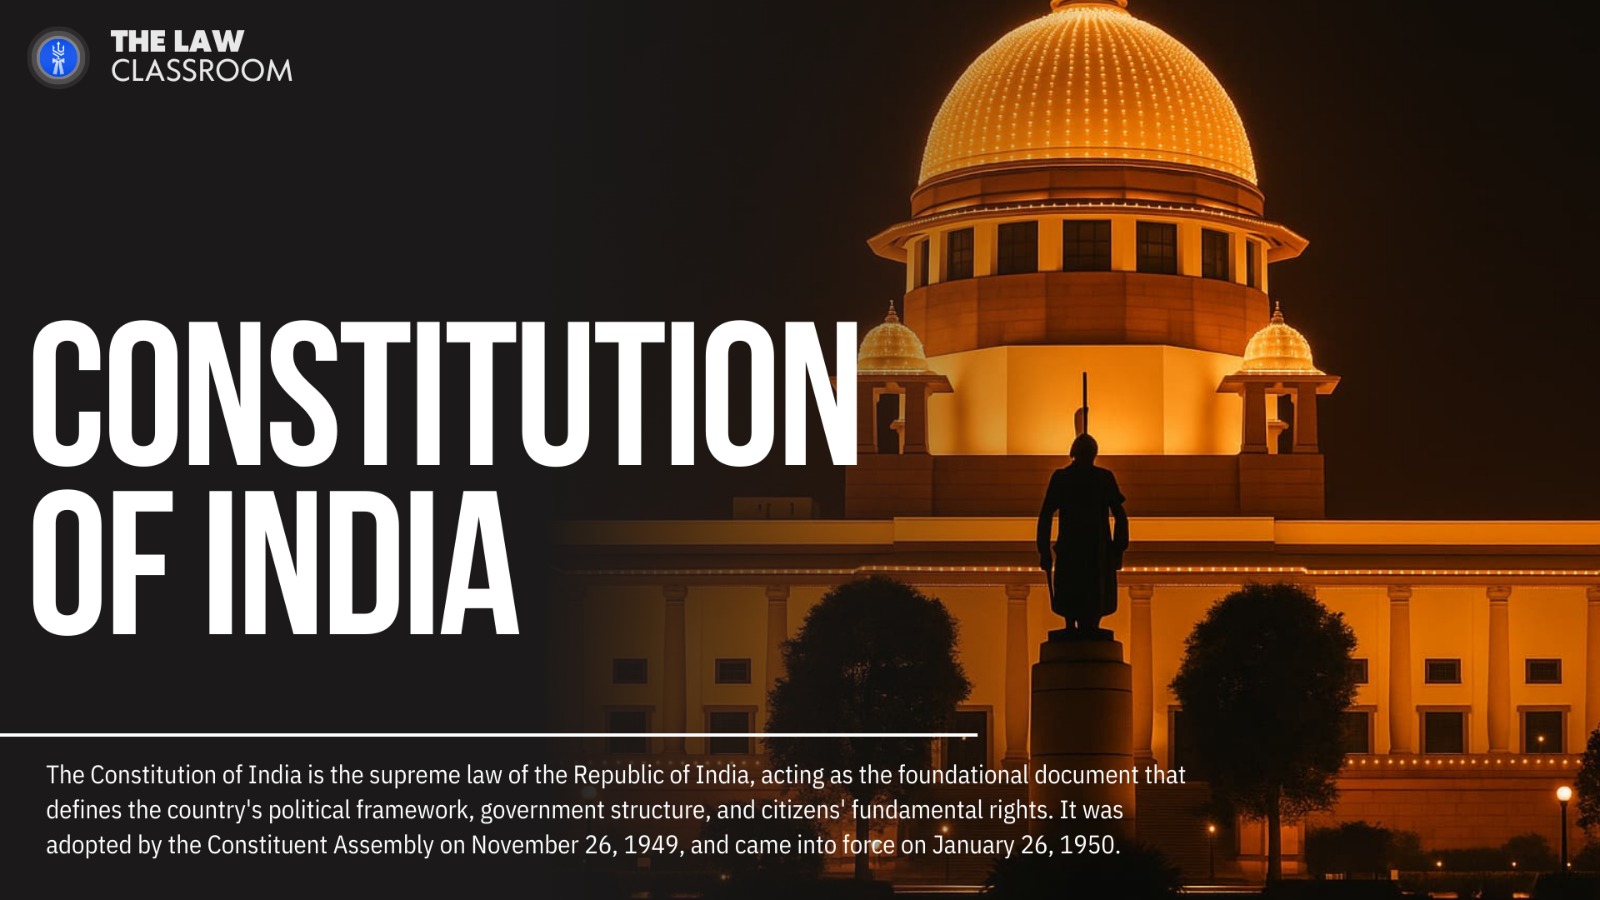 THE LAW
CLASSROOM
CONSTITUTION
OF INDIA
The Constitution of India is the supreme law of the Republic of India, acting as the foundational document that
defines the country's political framework, government structure, and citizens' fundamental rights. It was
adopted by the Constituent Assembly on November 26, 1949, and came into force on January 26, 1950.